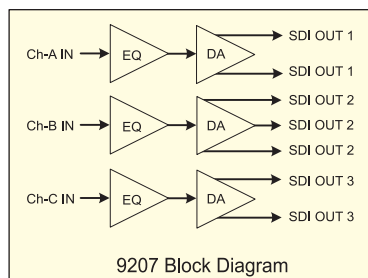 SDI OUT 1
Ch-A IN
EQ
DA
SDI OUT 1
SDI OUT 2
Ch-B IN
EQ
DA
SDI OUT 2
SDI OUT 2
SDI OUT 3
Ch-C IN
EQ
DA
SDI OUT 3
9207 Block Diagram